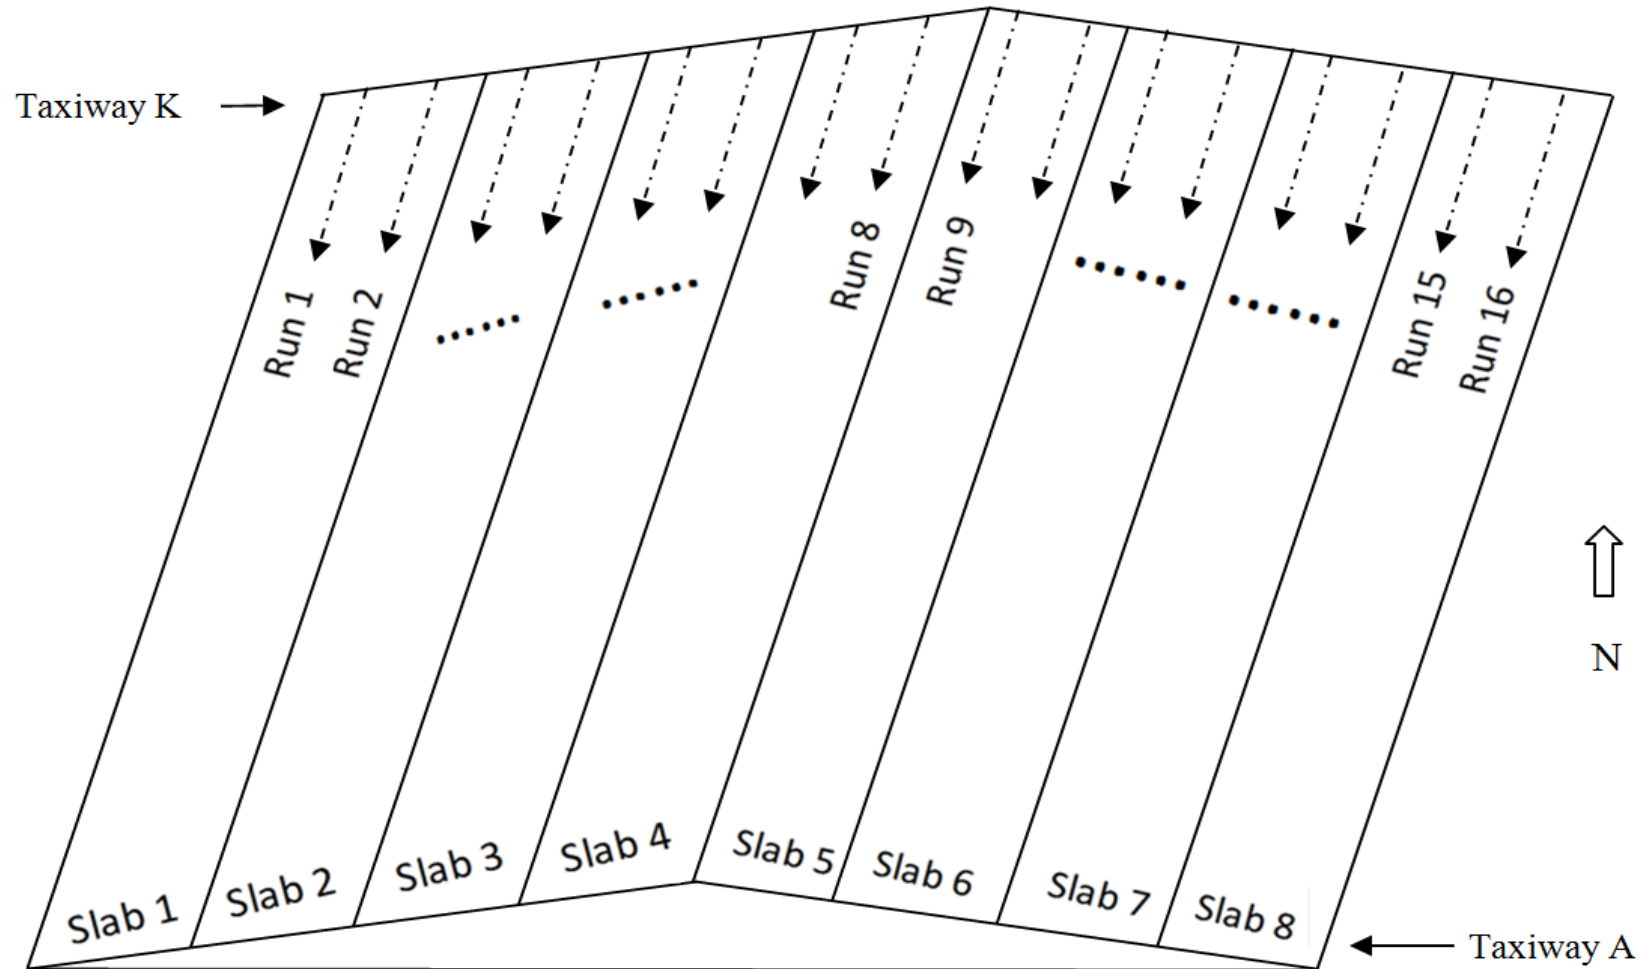 Taxiway K
Run 1
Run 2
......
......
Run 8
Run 9
......
......
Run 15
Run 16
N
Slab 1
Slab 2
Slab 3
Slab 4
Slab 5
Slab 6
Slab 7
Slab 8
Taxiway A